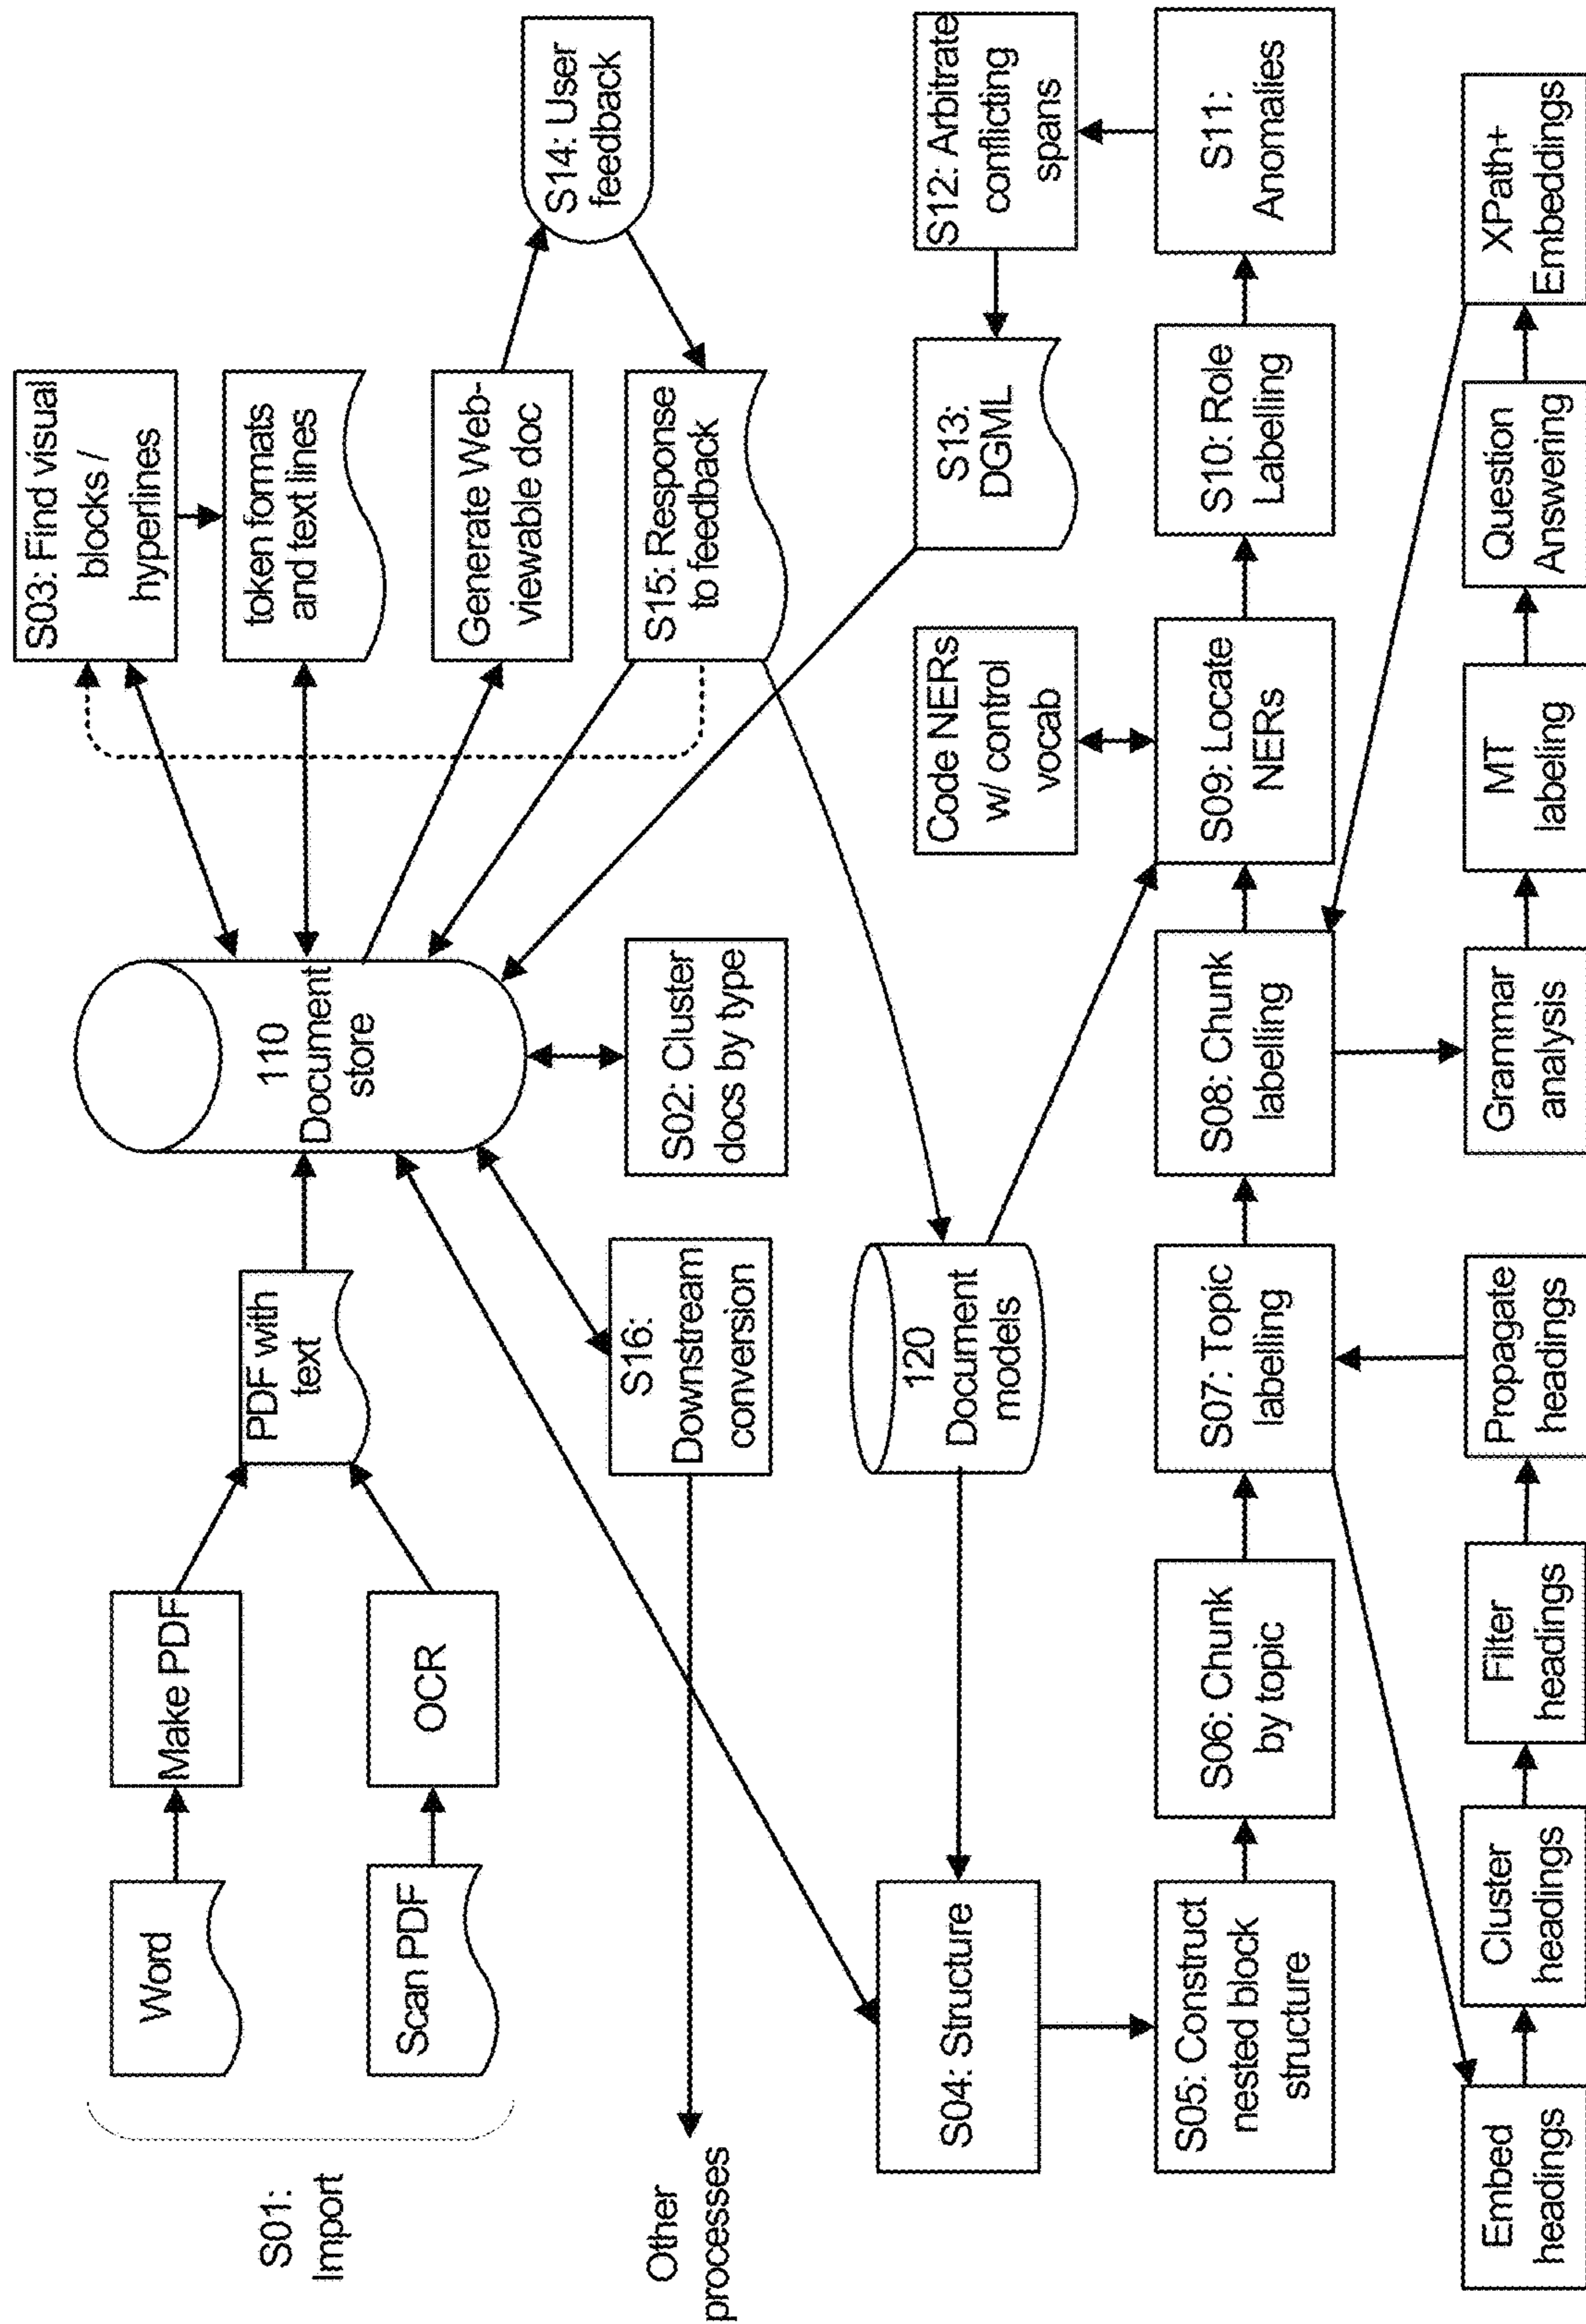 S01:
Import
Word
Make PDF
Scan PDF
OCR
PDF with
text
110
Document
store
S03: Find visual
blocks /
hyperlines
token formats
and text lines
Generate Web-
viewable doc
S14: User
feedback
S15: Response
to feedback
Other
processes
S16:
Downstream
conversion
S02: Cluster
docs by type
S04: Structure
120
Document
models
Code NERs
w/ control
vocab
S13:
DGML
S12: Arbitrate
conflicting
spans
S05: Construct
nested block
structure
S06: Chunk
by topic
S07: Topic
labelling
S08: Chunk
labelling
S09: Locate
NERs
S10: Role
Labelling
S11:
Anomalies
Embed
headings
Cluster
headings
Filter
headings
Propagate
headings
Grammar
analysis
MT
labeling
Question
Answering
XPath+
Embeddings